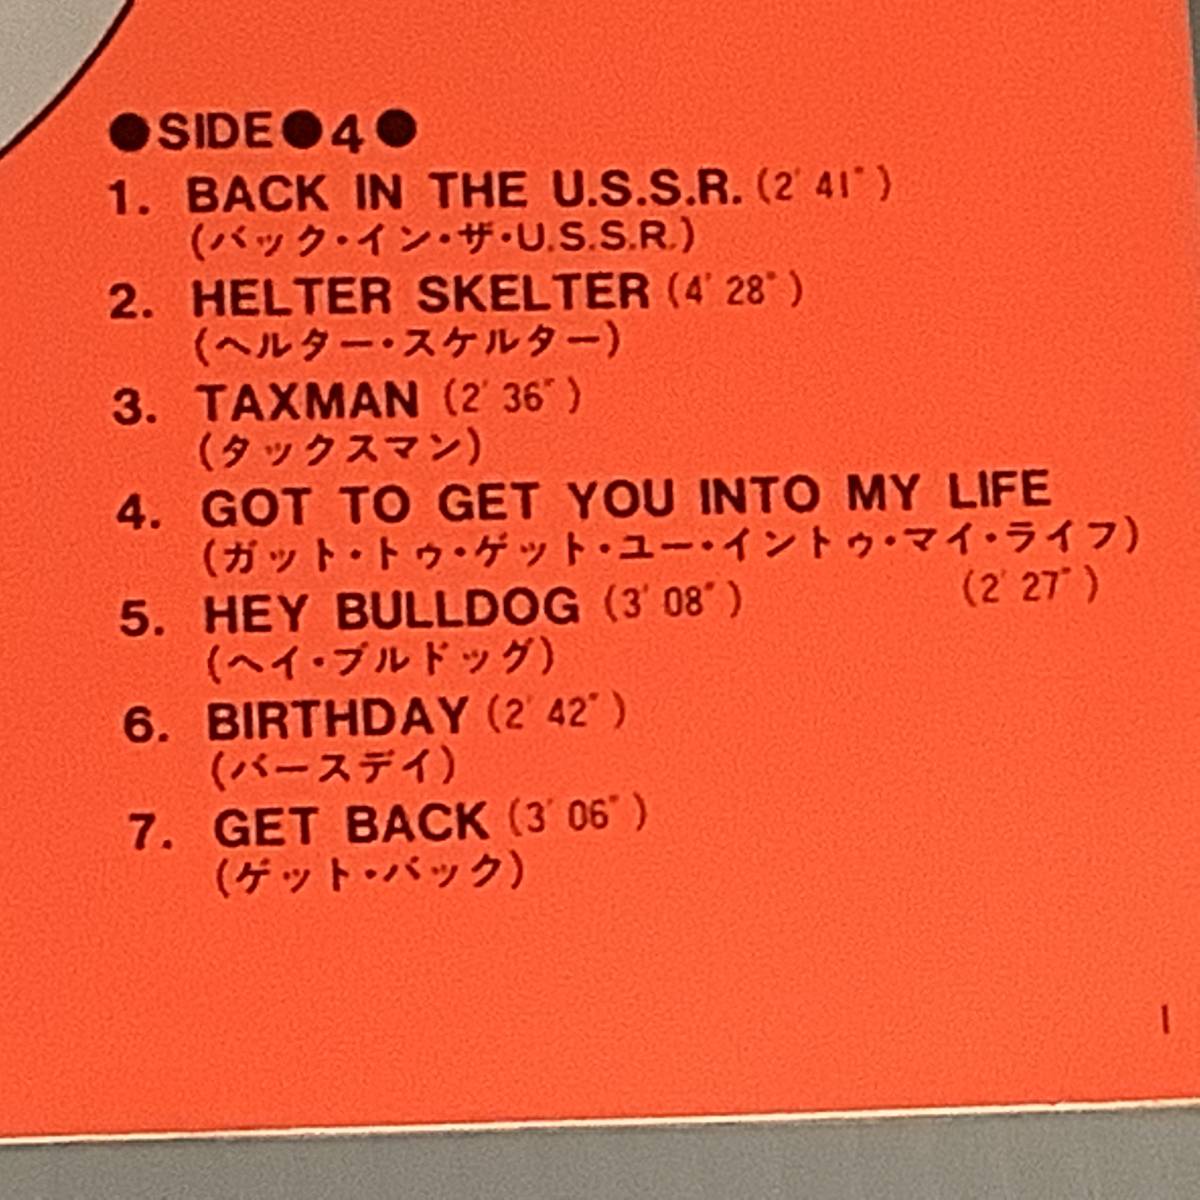 ●SIDE●4●
1. BACK IN THE U.S.S.R. (2′ 41″)
(バック・イン・ザ・U.S.S.R.)
2. HELTER SKELTER (4′ 28″)
(ヘルター・スケルター)
3. TAXMAN (2′ 36″)
(タックスマン)
4. GOT TO GET YOU INTO MY LIFE
(ガット・トゥ・ゲット・ユー・イントゥ・マイ・ライフ)
(2′ 27″)
5. HEY BULLDOG (3′ 08″)
(ヘイ・ブルドッグ)
6. BIRTHDAY (2′ 42″)
(バースデイ)
7. GET BACK (3′ 06″)
(ゲット・バック)
1